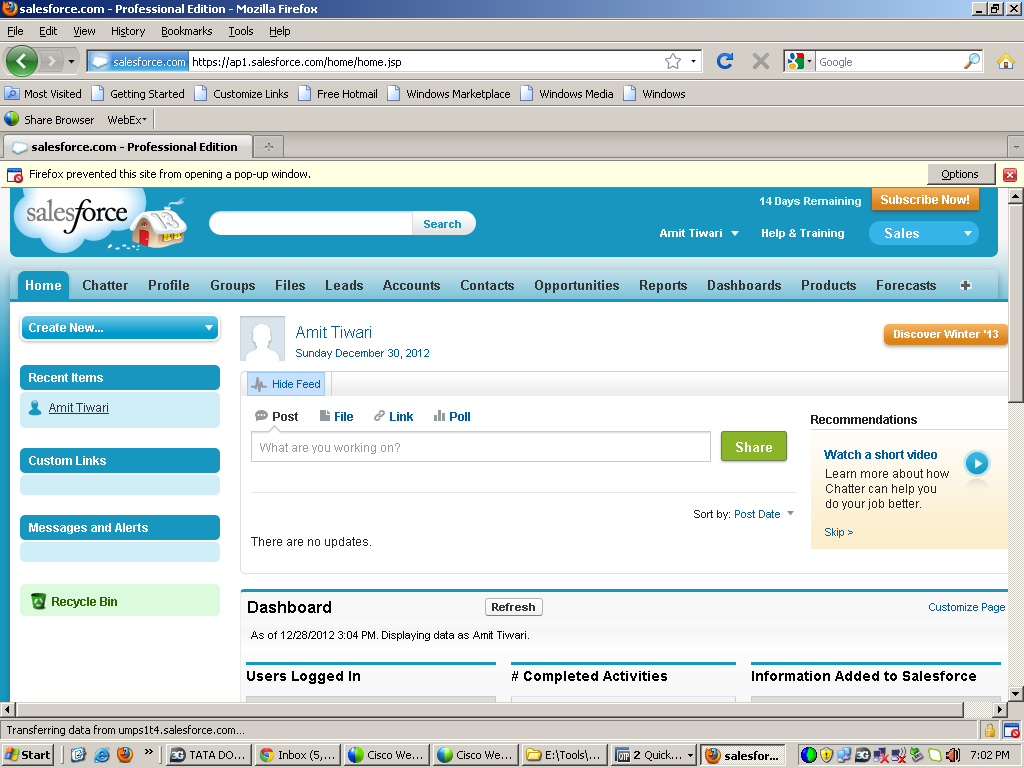 salesforce.com - Professional Edition - Mozilla Firefox
File Edit View History Bookmarks Tools Help
salesforce.com https://ap1.salesforce.com/home/home.jsp Google
Most Visited Getting Started Customize Links Free Hotmail Windows Marketplace Windows Media Windows
Share Browser WebEx
salesforce.com - Professional Edition
Firefox prevented this site from opening a pop-up window. Options
salesforce 13 Search
14 Days Remaining Subscribe Now!
Amit Tiwari Help & Training Sales
Home Chatter Profile Groups Files Leads Accounts Contacts Opportunities Reports Dashboards Products Forecasts +
Create New...
Recent Items
Amit Tiwari
Custom Links
Messages and Alerts
Recycle Bin
Amit Tiwari
Sunday December 30, 2012
Discover Winter '13
Hide Feed
Post File Link Poll
What are you working on? Share
Sort by: Post Date
There are no updates.
Recommendations
Watch a short video
Learn more about how
Chatter can help you
do your job better.
Skip >
Dashboard Refresh Customize Page
As of 12/28/2012 3:04 PM. Displaying data as Amit Tiwari.
Users Logged In # Completed Activities Information Added to Salesforce
Transferring data from umps1t4.salesforce.com...
Start » TATA DO... Inbox (5,... Cisco We... Cisco We... E:\Tools\... 2 Quick... salesfor... 7:02 PM